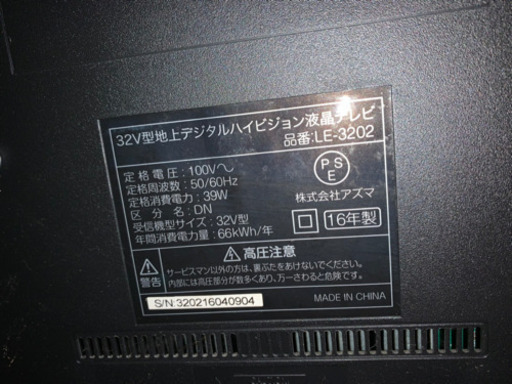 32V型地上デジタルハイビジョン液晶テレビ
品番:LE-3202
定格電圧:100V〜
定格周波数:50/60Hz
定格消費電力:39W
区分名:DN
受信機型サイズ:32V型
年間消費電力量:66kWh/年
PS
E
株式会社アズマ
16年製
高圧注意
警告
サービスマン以外の方は、裏ぶたをあけないでください。
内部には高圧部分が数多くあり、万一さわると危険です。
S/N:320216040904
MADE IN CHINA